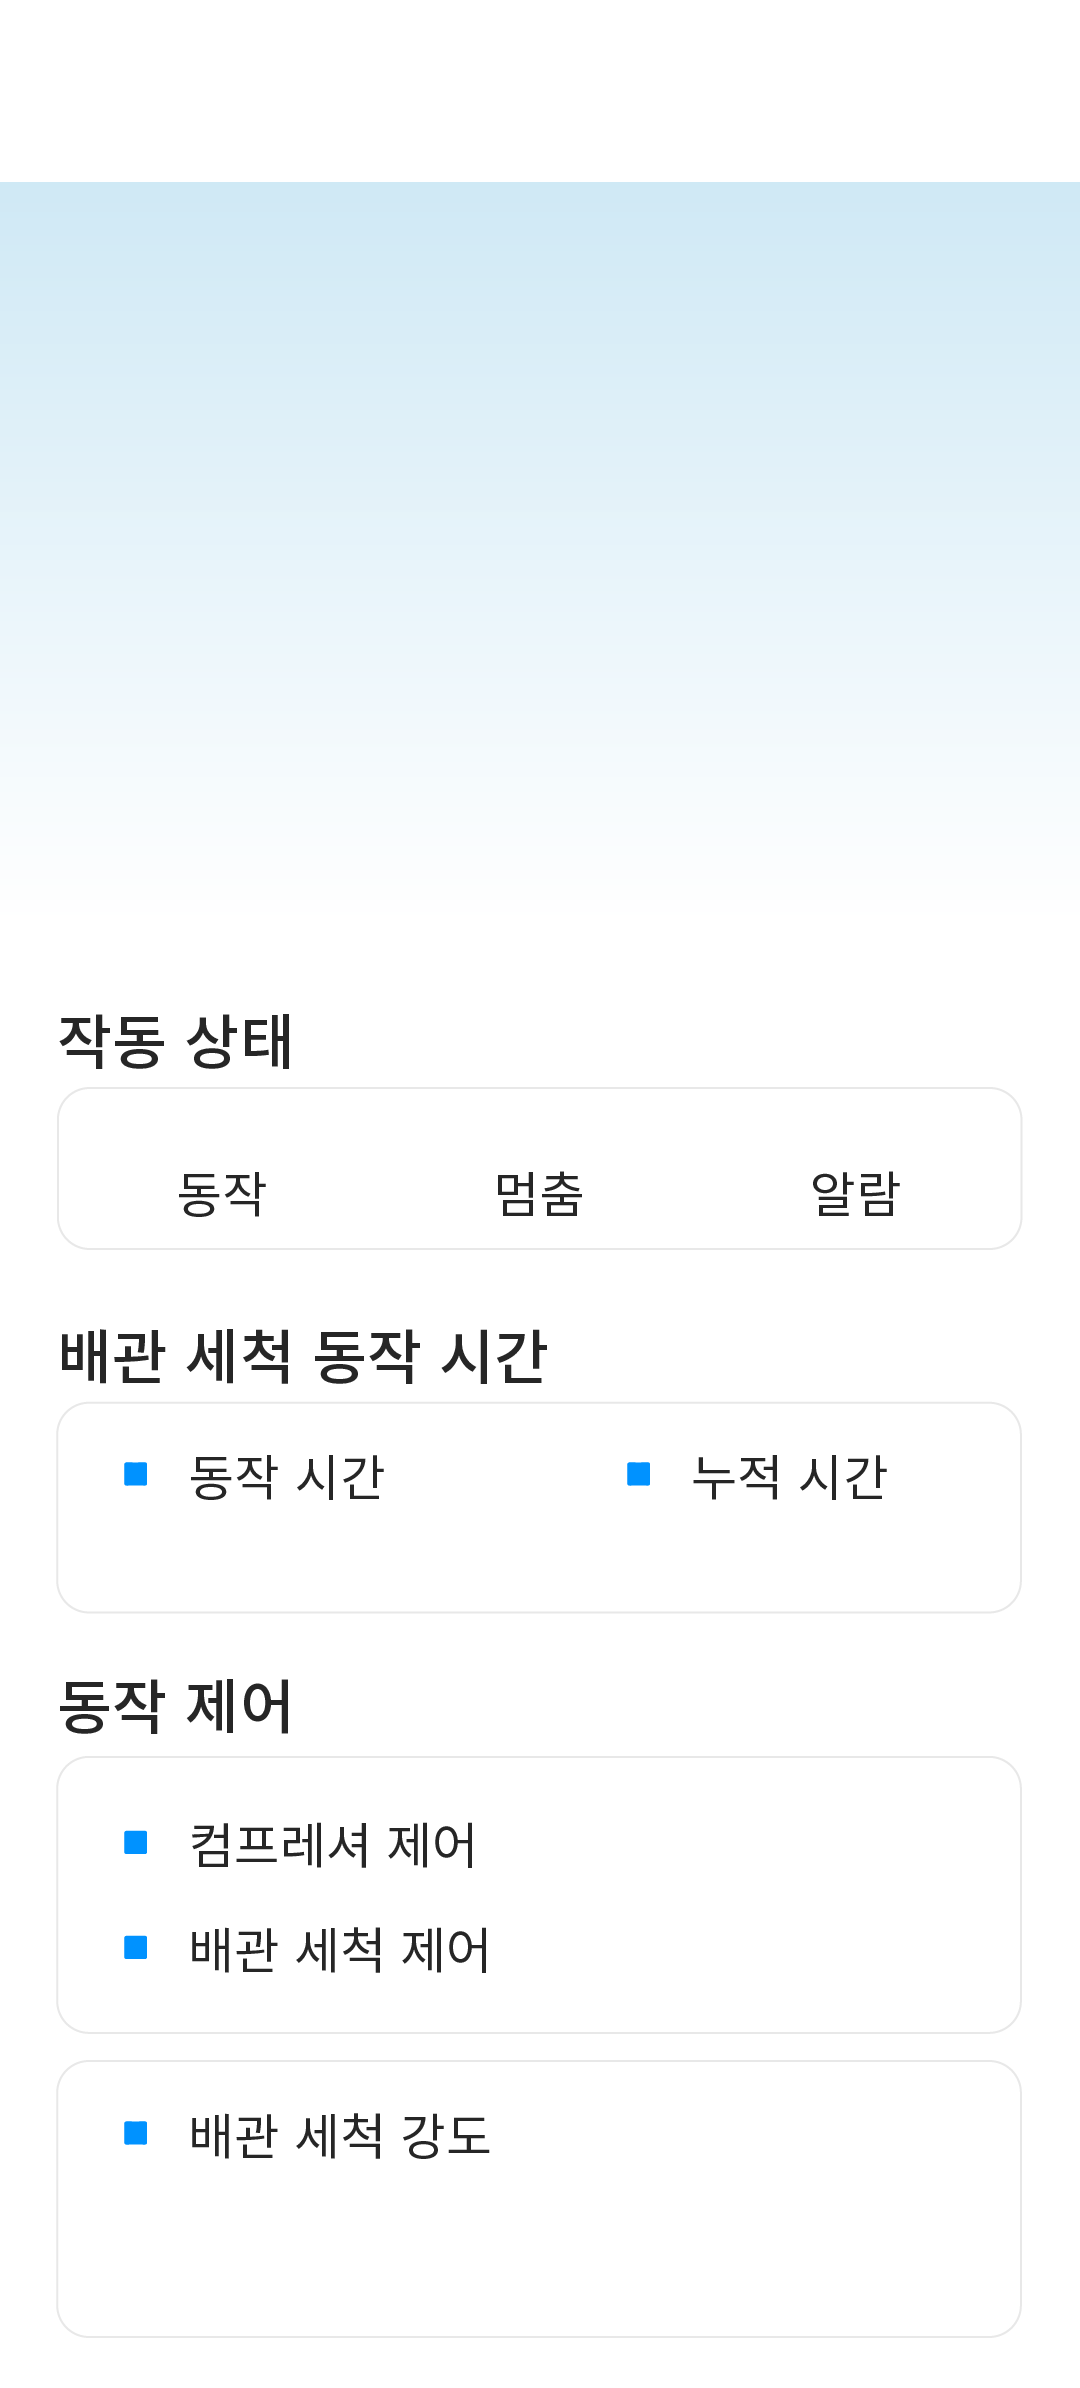 작동 상태
동작 멈춤 알람
배관 세척 동작 시간
동작 시간 누적 시간
동작 제어
컴프레셔 제어
배관 세척 제어
배관 세척 강도